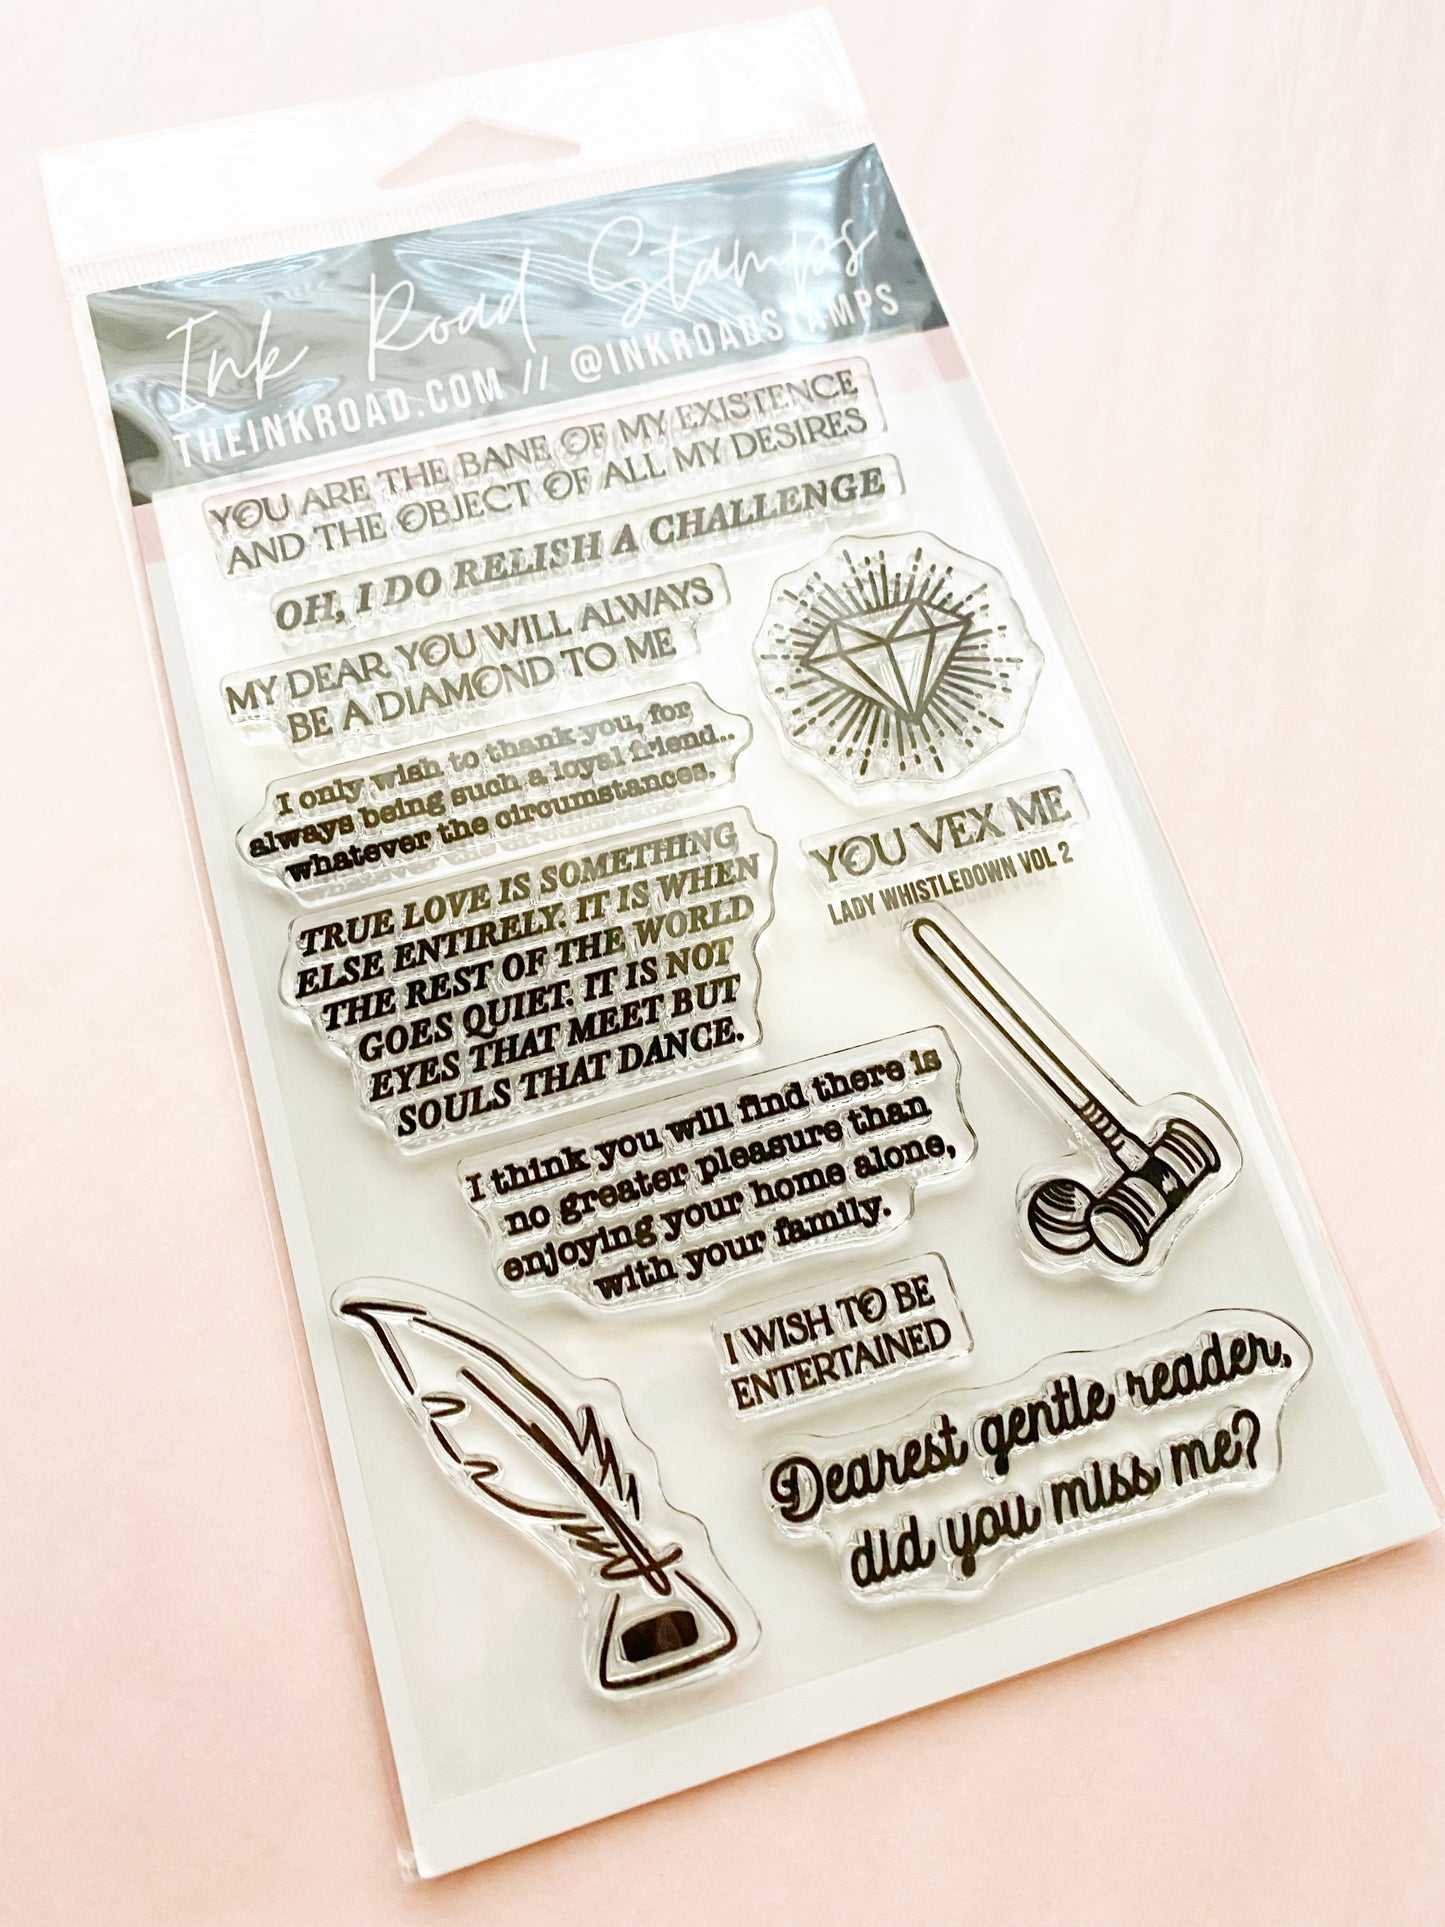 Ink Road Stamps
THEINKROAD.COM // @INKROADSTAMPS
YOU ARE THE BANE OF MY EXISTENCE
AND THE OBJECT OF ALL MY DESIRES
OH, I DO RELISH A CHALLENGE
MY DEAR YOU WILL ALWAYS
BE A DIAMOND TO ME
I only wish to thank you, for
always being such a loyal friend..
whatever the circumstances.
YOU VEX ME
LADY WHISTLEDOWN VOL 2
TRUE LOVE IS SOMETHING
ELSE ENTIRELY. IT IS WHEN
THE REST OF THE WORLD
GOES QUIET. IT IS NOT
EYES THAT MEET BUT
SOULS THAT DANCE.
I think you will find there is
no greater pleasure than
enjoying your home alone,
with your family.
I WISH TO BE
ENTERTAINED
Dearest gentle reader,
did you miss me?